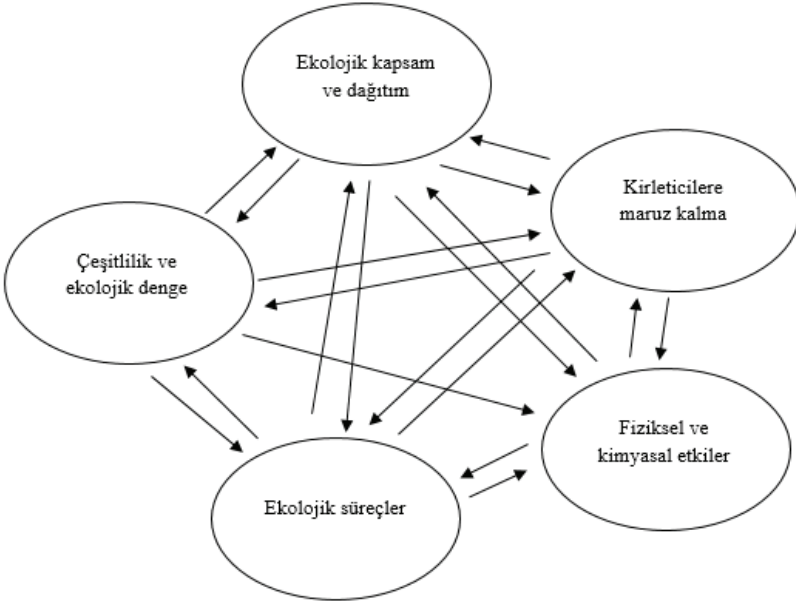 Ekolojik kapsam
ve dağıtım
Kirleticilere
maruz kalma
Çeşitlilik ve
ekolojik denge
Fiziksel ve
kimyasal etkiler
Ekolojik süreçler